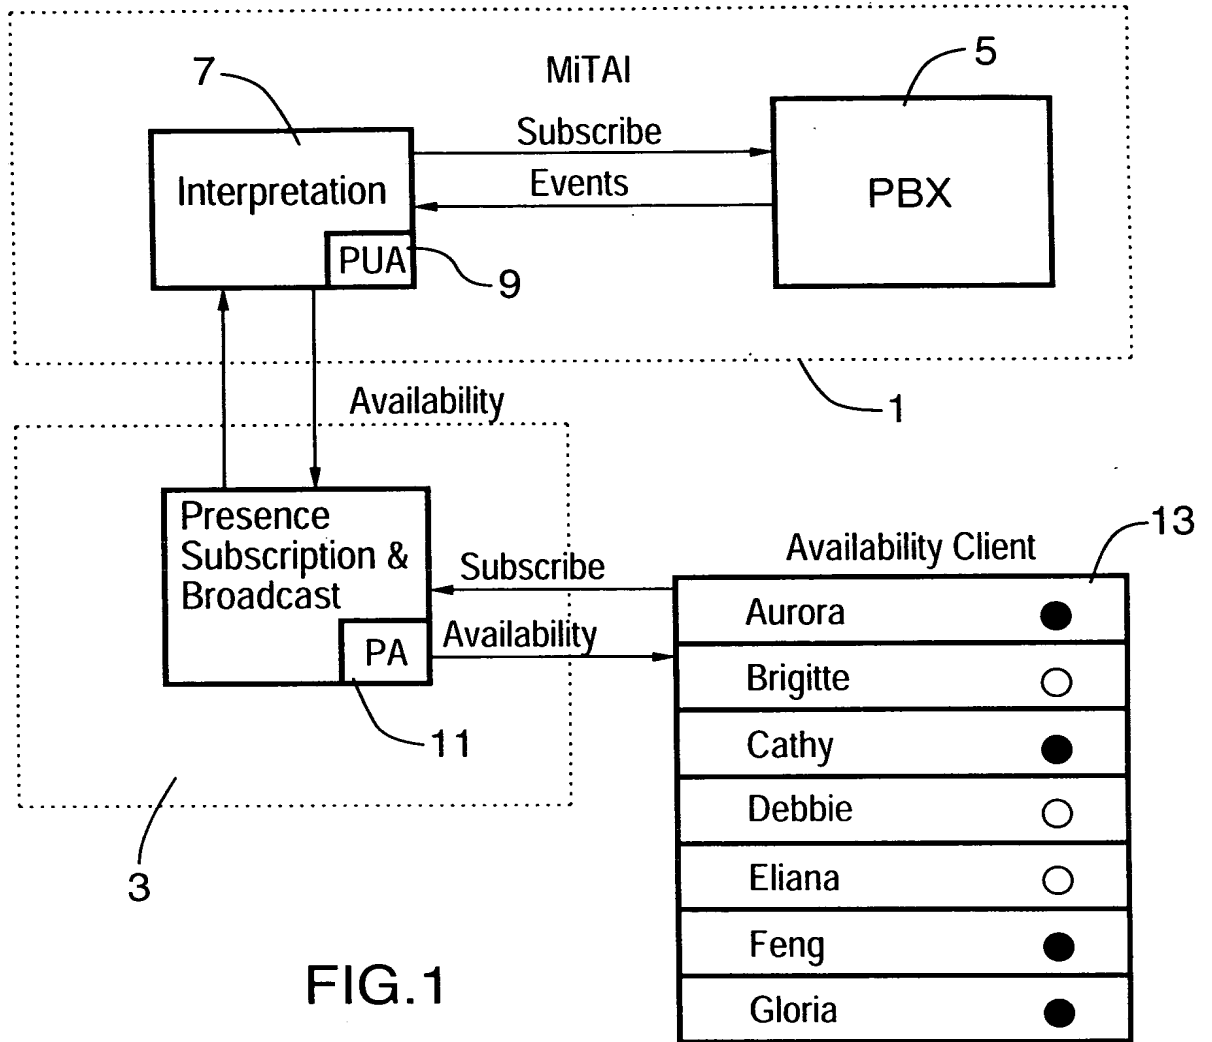 MiTAI
5
7
Subscribe
Interpretation
Events
PBX
PUA
9
Availability
1
Presence
Subscription &
Broadcast
PA
11
3
Subscribe
Availability
Availability Client
13
Aurora
Brigitte
Cathy
Debbie
Eliana
Feng
Gloria
FIG.1